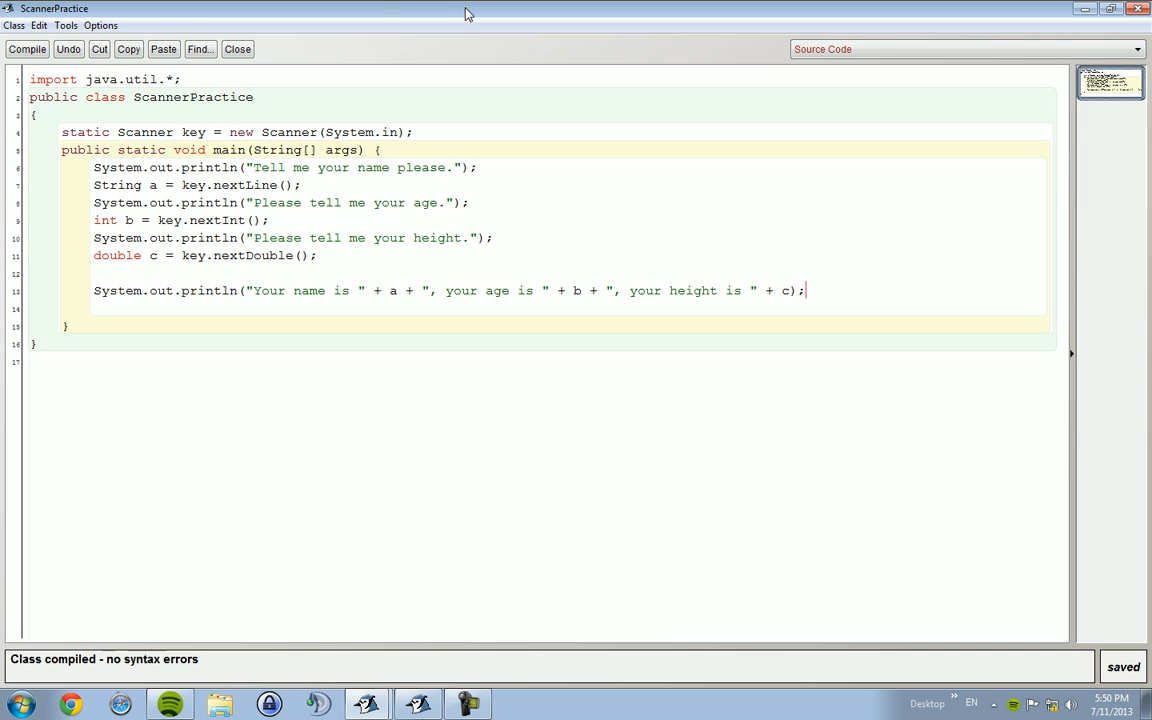 ScannerPractice
Class Edit Tools Options
Compile Undo Cut Copy Paste Find... Close Source Code
1 import java.util.*;
2 public class ScannerPractice
3 {
4 static Scanner key = new Scanner(System.in);
5 public static void main(String[] args) {
6 System.out.println("Tell me your name please.");
7 String a = key.nextLine();
8 System.out.println("Please tell me your age.");
9 int b = key.nextInt();
10 System.out.println("Please tell me your height.");
11 double c = key.nextDouble();
12
13 System.out.println("Your name is " + a + ", your age is " + b + ", your height is " + c);
14
15 }
16 }
17
Class compiled - no syntax errors
saved
Desktop » EN 5:50 PM
7/11/2013